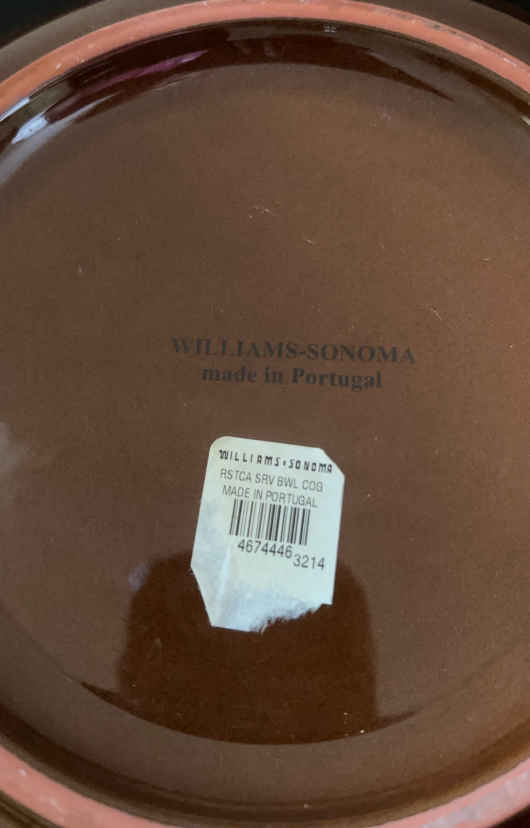 WILLIAMS-SONOMA
made in Portugal
WILLIAMS-SONOMA
RSTCA SRV BWL COG
MADE IN PORTUGAL
4674446
3214